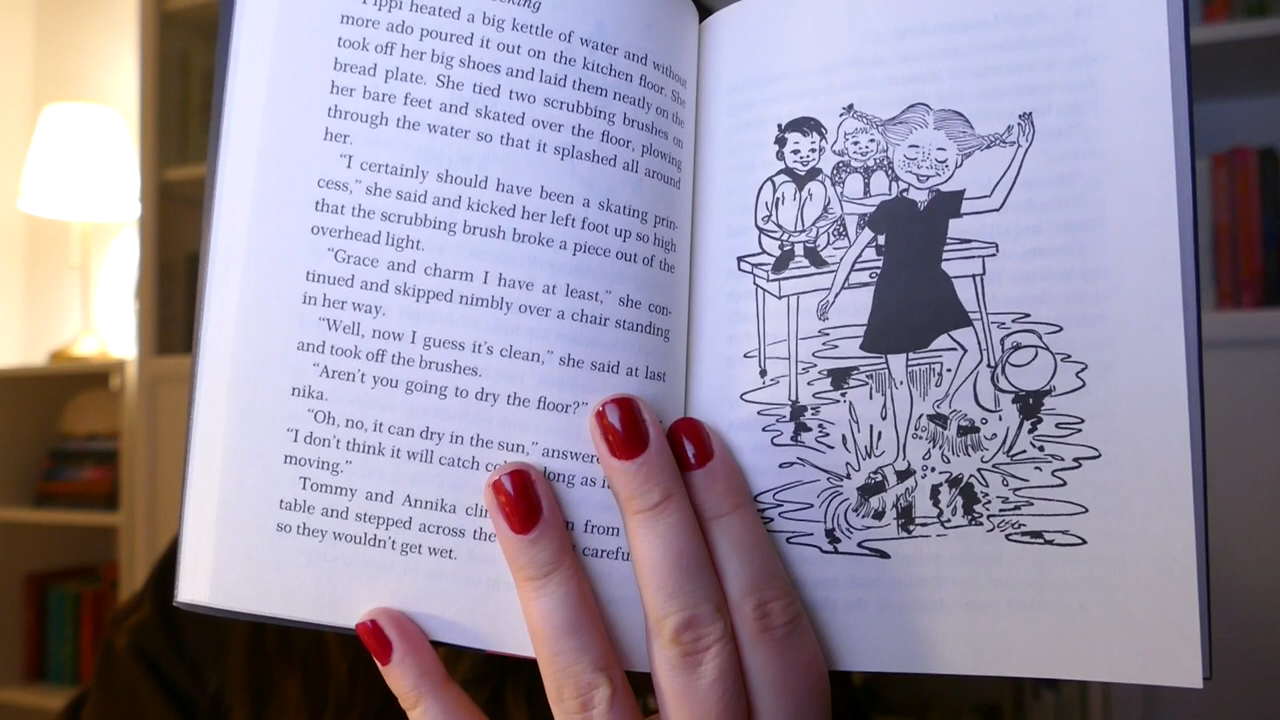 Pippi heated a big kettle of water and without
more ado poured it out on the kitchen floor. She
took off her big shoes and laid them neatly on the
bread plate. She tied two scrubbing brushes on
her bare feet and skated over the floor, plowing
through the water so that it splashed all around
her.
“I certainly should have been a skating prin-
cess,” she said and kicked her left foot up so high
that the scrubbing brush broke a piece out of the
overhead light.
“Grace and charm I have at least,” she con-
tinued and skipped nimbly over a chair standing
in her way.
“Well, now I guess it’s clean,” she said at last
and took off the brushes.
“Aren’t you going to dry the floor?”
nika.
“Oh, no, it can dry in the sun,” answere
“I don’t think it will catch co long as i
moving.”
Tommy and Annika cli from
table and stepped across the carefu
so they wouldn’t get wet.